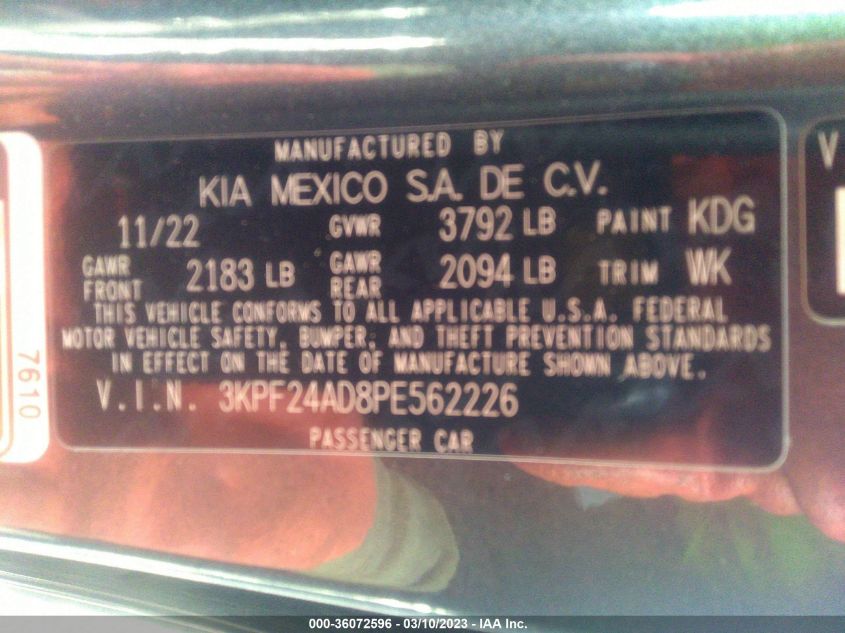 MANUFACTURED BY
KIA MEXICO S.A. DE C.V.
11/22 GVWR 3792 LB PAINT KDG
GAWR FRONT 2183 LB GAWR REAR 2094 LB TRIM WK
THIS VEHICLE CONFORMS TO ALL APPLICABLE U.S.A. FEDERAL
MOTOR VEHICLE SAFETY, BUMPER, AND THEFT PREVENTION STANDARDS
IN EFFECT ON THE DATE OF MANUFACTURE SHOWN ABOVE.
V.I.N. 3KPF24AD8PE562226
PASSENGER CAR
7610
V
000-36072596 - 03/10/2023 - IAA Inc.